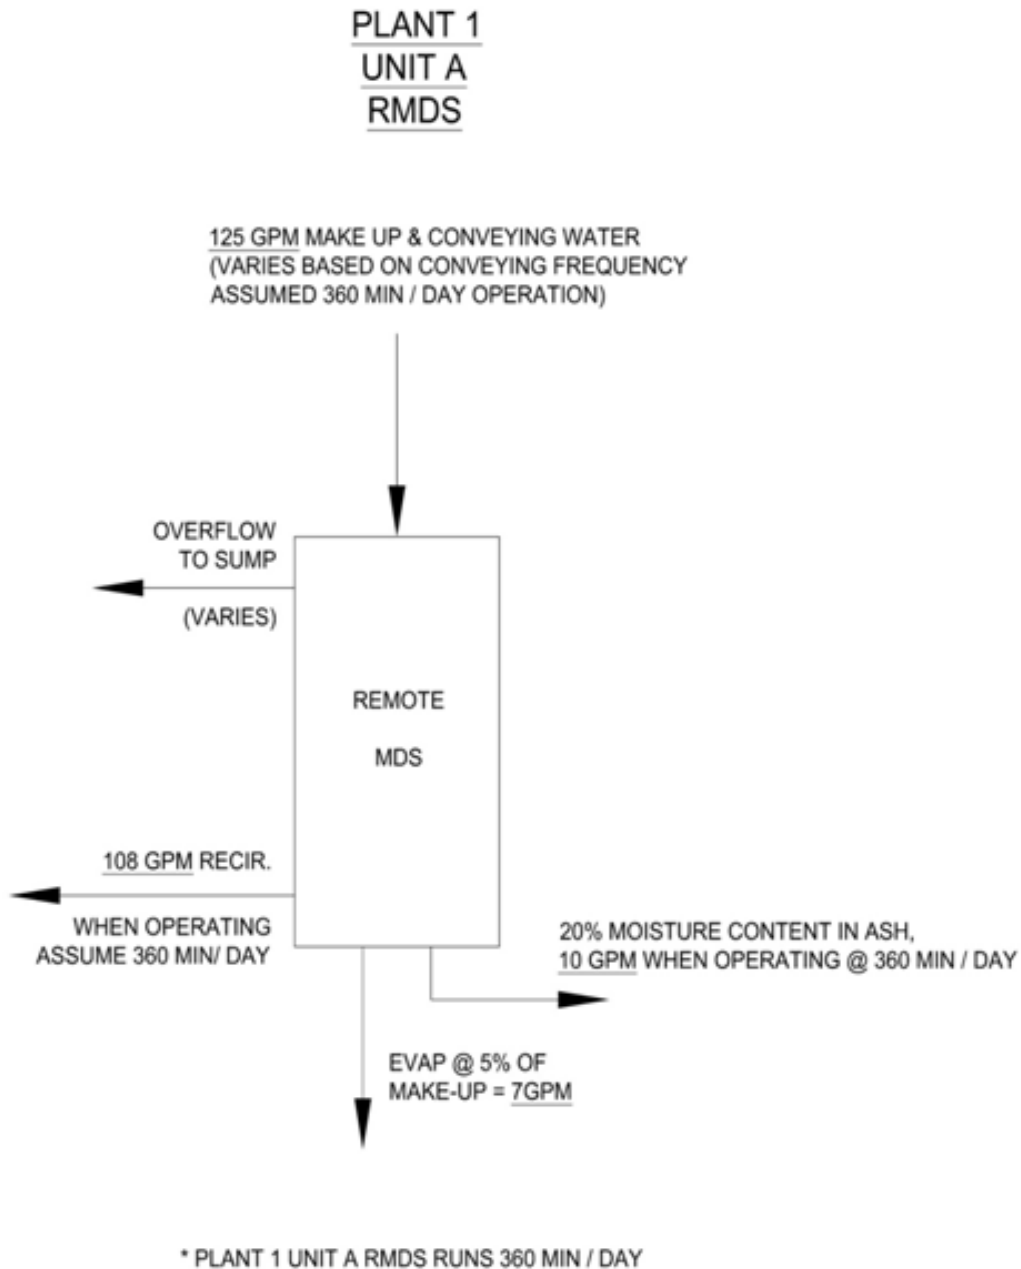 PLANT 1
UNIT A
RMDS
125 GPM MAKE UP & CONVEYING WATER
(VARIES BASED ON CONVEYING FREQUENCY
ASSUMED 360 MIN / DAY OPERATION)
OVERFLOW
TO SUMP
(VARIES)
REMOTE
MDS
108 GPM RECIR.
WHEN OPERATING
ASSUME 360 MIN/ DAY
20% MOISTURE CONTENT IN ASH,
10 GPM WHEN OPERATING @ 360 MIN / DAY
EVAP @ 5% OF
MAKE-UP = 7GPM
* PLANT 1 UNIT A RMDS RUNS 360 MIN / DAY